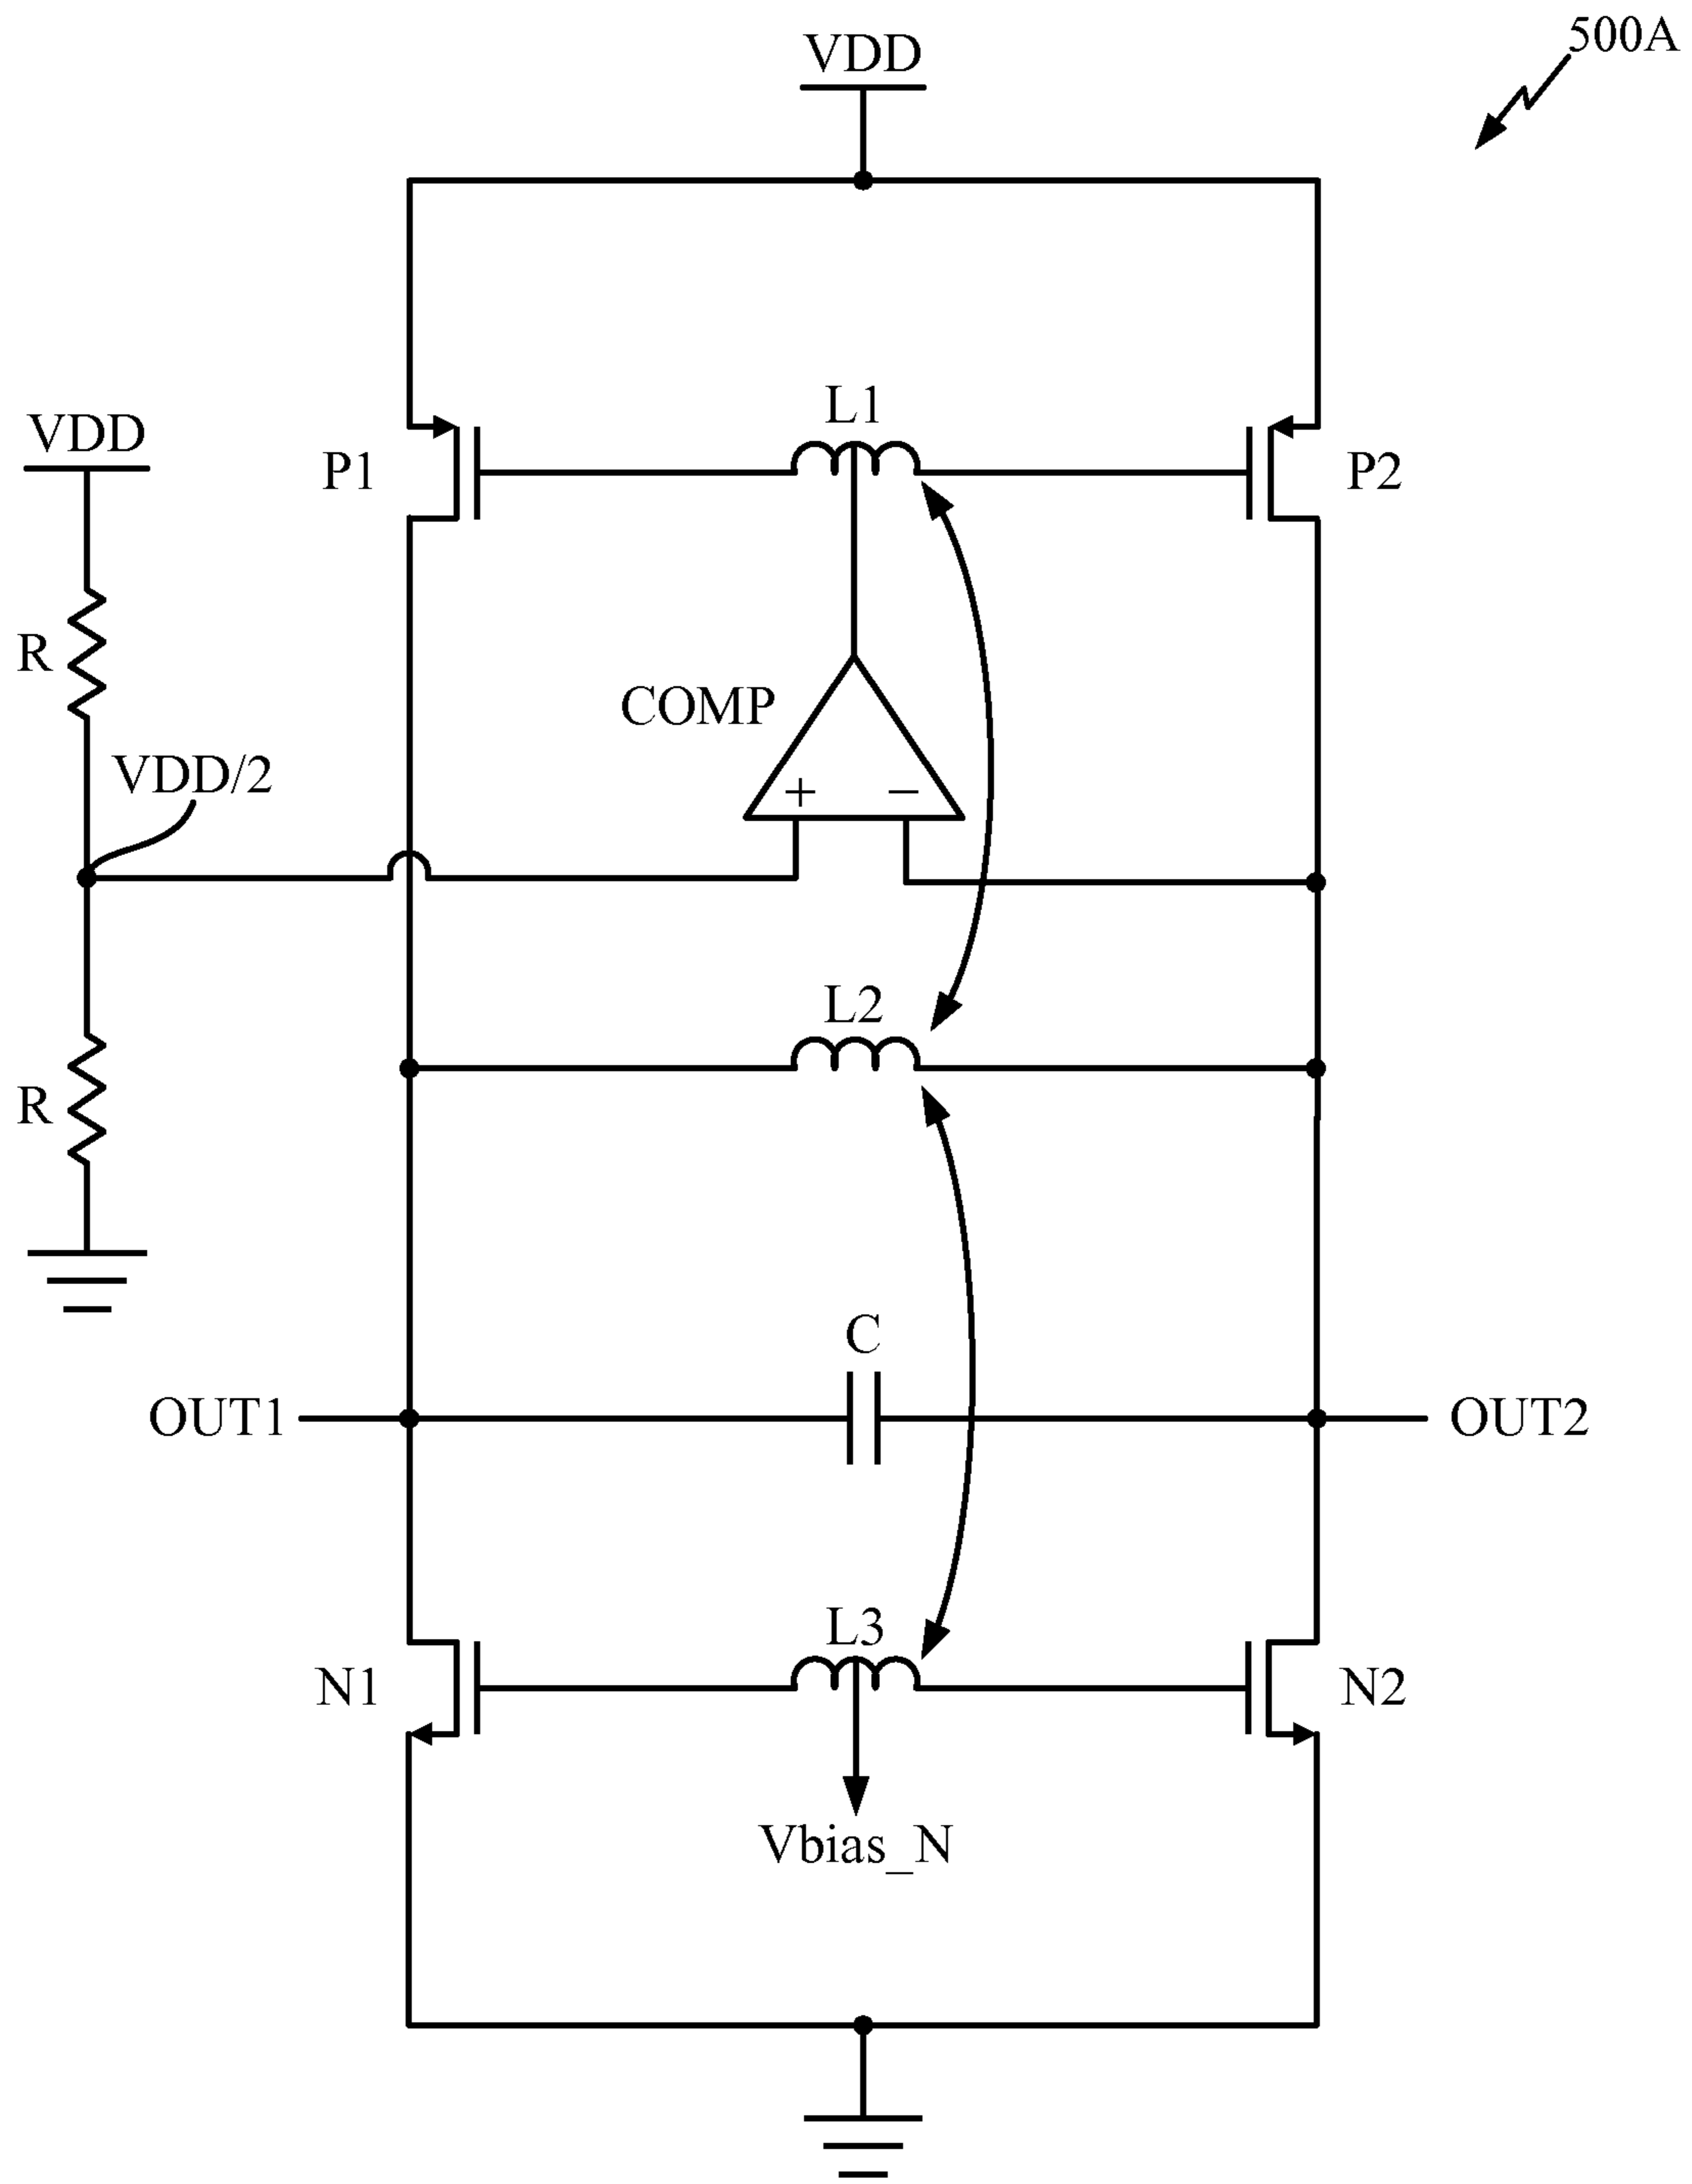 500A
VDD
L1
VDD
P1
P2
R
COMP
VDD/2
+ −
L2
R
C
OUT1
OUT2
L3
N1
N2
Vbias_N